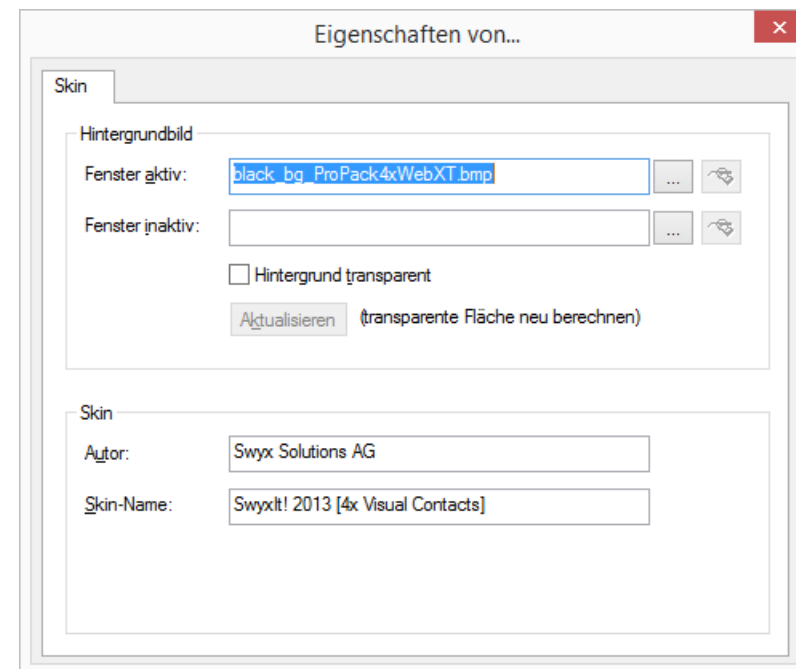 Eigenschaften von...
Skin
Hintergrundbild
Fenster aktiv: black_bg_ProPack4xWebXT.bmp ...
Fenster inaktiv: ...
Hintergrund transparent
Aktualisieren (transparente Fläche neu berechnen)
Skin
Autor: Swyx Solutions AG
Skin-Name: SwyxIt! 2013 [4x Visual Contacts]